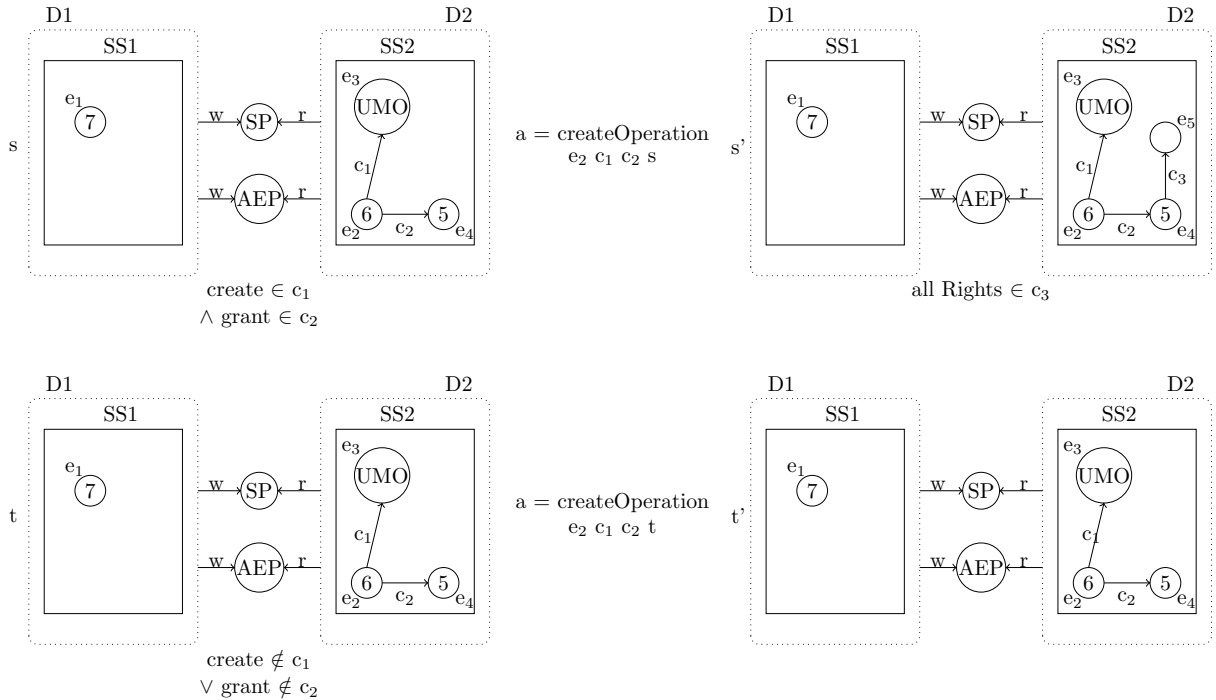 D1
D2
D1
D2
SS1
SS2
SS1
SS2
e3
UMO
e3
UMO
e1
7
w
SP
r
e1
7
w
SP
r
e5
a = createOperation
e2 c1 c2 s
s
s'
c1
c1
c3
w
AEP
r
w
AEP
r
6
5
6
5
e2
c2
e4
e2
c2
e4
create ∈ c1
∧ grant ∈ c2
all Rights ∈ c3
D1
D2
D1
D2
SS1
SS2
SS1
SS2
e3
UMO
e3
UMO
e1
7
w
SP
r
e1
7
w
SP
r
a = createOperation
e2 c1 c2 t
t
t'
c1
c1
w
AEP
r
w
AEP
r
6
5
6
5
e2
c2
e4
e2
c2
e4
create ∉ c1
∨ grant ∉ c2